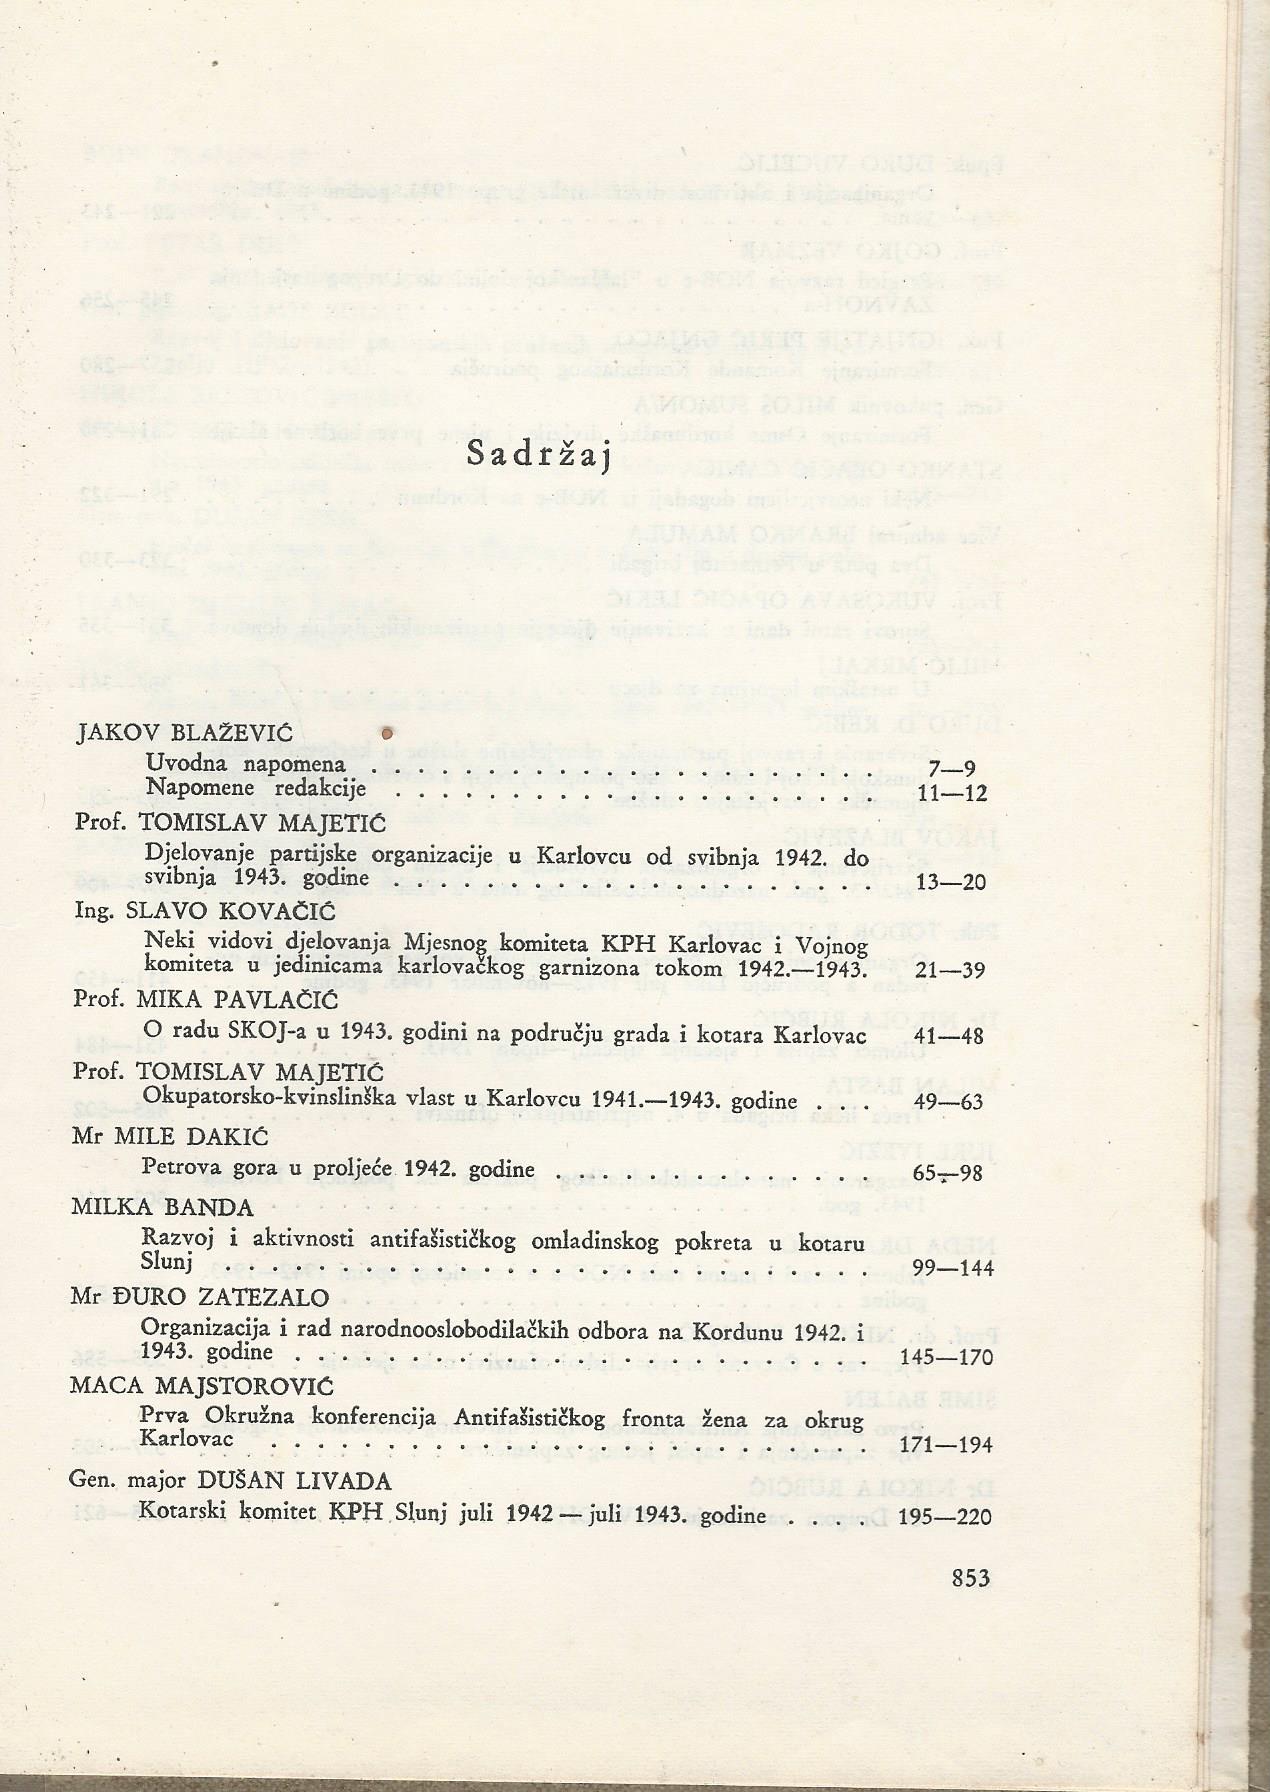 Sadržaj
JAKOV BLAŽEVIĆ
Uvodna napomena . . . . . . . . . . . . . . . . . . . . . 7—9
Napomene redakcije . . . . . . . . . . . . . . . . . . . . 11—12
Prof. TOMISLAV MAJETIĆ
Djelovanje partijske organizacije u Karlovcu od svibnja 1942. do
svibnja 1943. godine . . . . . . . . . . . . . . . . . . . . 13—20
Ing. SLAVO KOVAČIĆ
Neki vidovi djelovanja Mjesnog komiteta KPH Karlovac i Vojnog
komiteta u jedinicama karlovačkog garnizona tokom 1942.—1943. 21—39
Prof. MIKA PAVLAČIĆ
O radu SKOJ-a u 1943. godini na području grada i kotara Karlovac 41—48
Prof. TOMISLAV MAJETIĆ
Okupatorsko-kvinslinška vlast u Karlovcu 1941.—1943. godine . . . 49—63
Mr MILE DAKIĆ
Petrova gora u proljeće 1942. godine . . . . . . . . . . . . . . 65—98
MILKA BANDA
Razvoj i aktivnosti antifašističkog omladinskog pokreta u kotaru
Slunj . . . . . . . . . . . . . . . . . . . . . . . . . . . . 99—144
Mr ĐURO ZATEZALO
Organizacija i rad narodnooslobodilačkih odbora na Kordunu 1942. i
1943. godine . . . . . . . . . . . . . . . . . . . . . . . . 145—170
MACA MAJSTOROVIĆ
Prva Okružna konferencija Antifašističkog fronta žena za okrug
Karlovac . . . . . . . . . . . . . . . . . . . . . . . . . . 171—194
Gen. major DUŠAN LIVADA
Kotarski komitet KPH Slunj juli 1942 — juli 1943. godine . . . . 195—220
853